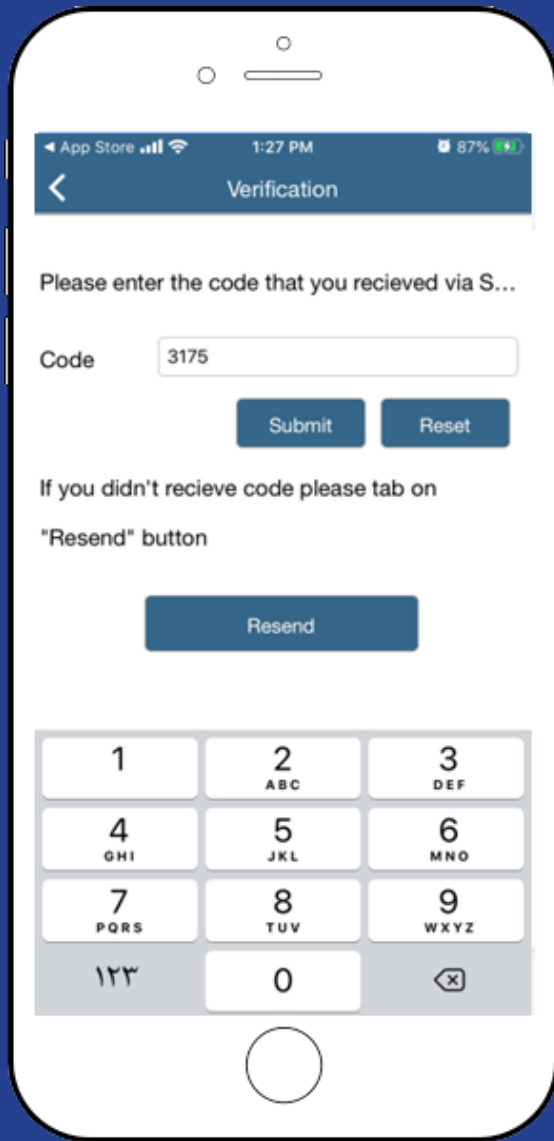 ◀ App Store 1:27 PM 87%
Verification
Please enter the code that you recieved via S...
Code 3175
Submit Reset
If you didn't recieve code please tab on
"Resend" button
Resend
1 2 3
ABC DEF
4 5 6
GHI JKL MNO
7 8 9
PQRS TUV WXYZ
١٢٣ 0